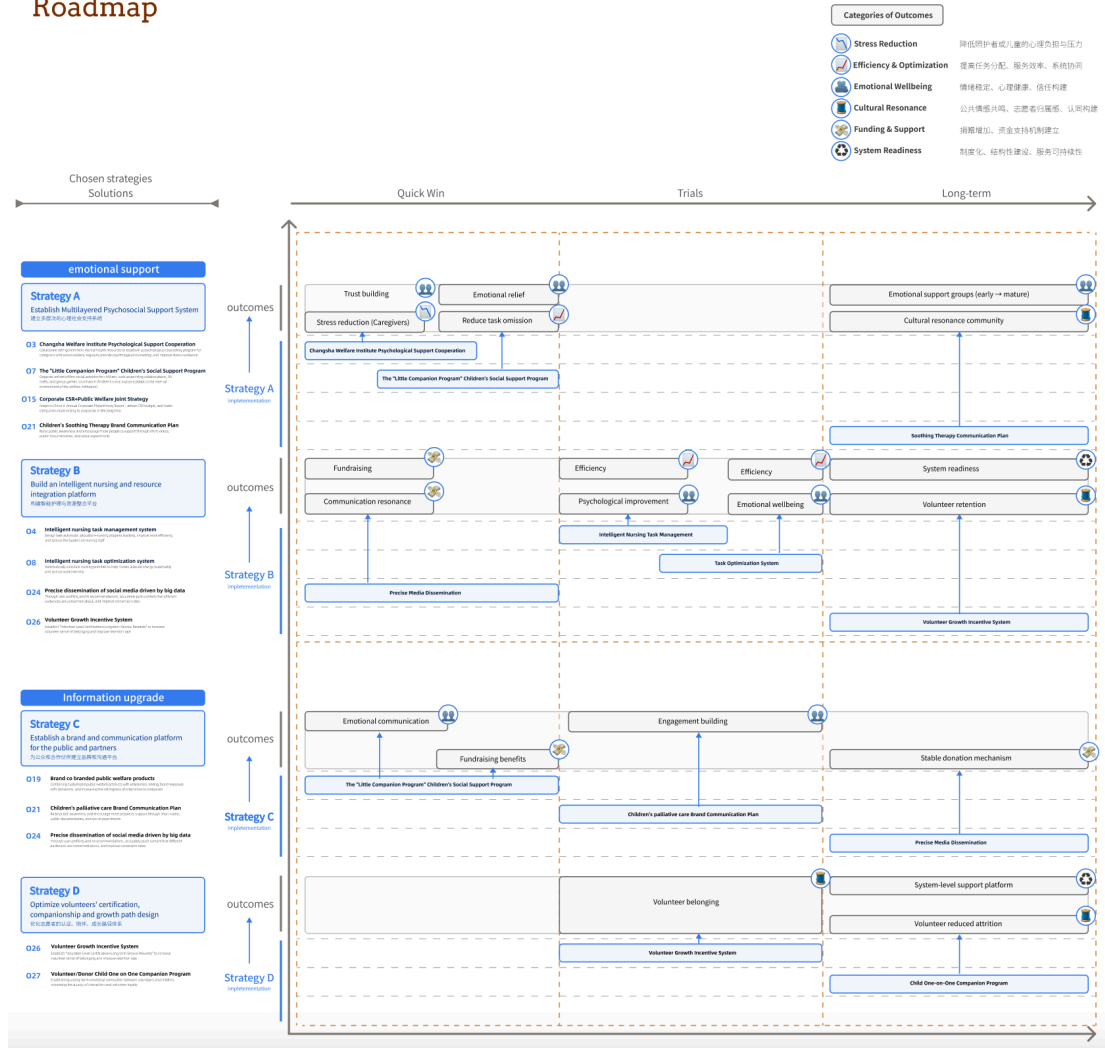 Roadmap
Categories of Outcomes
Stress Reduction 降低照护者或儿童的心理负担与压力
Efficiency & Optimization 提高任务分配、服务效率、系统协同
Emotional Wellbeing 情绪稳定、心理健康、信任构建
Cultural Resonance 公共情感共鸣、志愿者归属感、认同构建
Funding & Support 捐赠增加、资金支持机制建立
System Readiness 制度化、结构性建设、服务可持续性
Chosen strategies
Solutions
Quick Win
Trials
Long-term
emotional support
Strategy A
Establish Multilayered Psychosocial Support System
建立多层次的心理社会支持系统
O3 Changsha Welfare Institute Psychological Support Cooperation
O7 The "Little Companion Program" Children's Social Support Program
O15 Corporate CSR+Public Welfare Joint Strategy
O21 Children's Soothing Therapy Brand Communication Plan
outcomes
Strategy A
implementation
Trust building
Emotional relief
Stress reduction (Caregivers)
Reduce task omission
Changsha Welfare Institute Psychological Support Cooperation
The "Little Companion Program" Children's Social Support Program
Emotional support groups (early → mature)
Cultural resonance community
Soothing Therapy Communication Plan
Strategy B
Build an intelligent nursing and resource
integration platform
构建智能护理与资源整合平台
O4 Intelligent nursing task management system
O8 Intelligent nursing task optimization system
O24 Precise dissemination of social media driven by big data
O26 Volunteer Growth Incentive System
outcomes
Strategy B
implementation
Fundraising
Communication resonance
Precise Media Dissemination
Efficiency
Efficiency
Psychological improvement
Emotional wellbeing
Intelligent Nursing Task Management
Task Optimization System
System readiness
Volunteer retention
Volunteer Growth Incentive System
Information upgrade
Strategy C
Establish a brand and communication platform
for the public and partners
为公众和合作伙伴建立品牌和沟通平台
O19 Brand co branded public welfare products
O21 Children's palliative care Brand Communication Plan
O24 Precise dissemination of social media driven by big data
outcomes
Strategy C
implementation
Emotional communication
Fundraising benefits
The "Little Companion Program" Children's Social Support Program
Engagement building
Children's palliative care Brand Communication Plan
Stable donation mechanism
Precise Media Dissemination
Strategy D
Optimize volunteers' certification,
companionship and growth path design
优化志愿者的认证、陪伴、成长路径体系
O26 Volunteer Growth Incentive System
O27 Volunteer/Donor Child One on One Companion Program
outcomes
Strategy D
implementation
Volunteer belonging
Volunteer Growth Incentive System
System-level support platform
Volunteer reduced attrition
Child One-on-One Companion Program